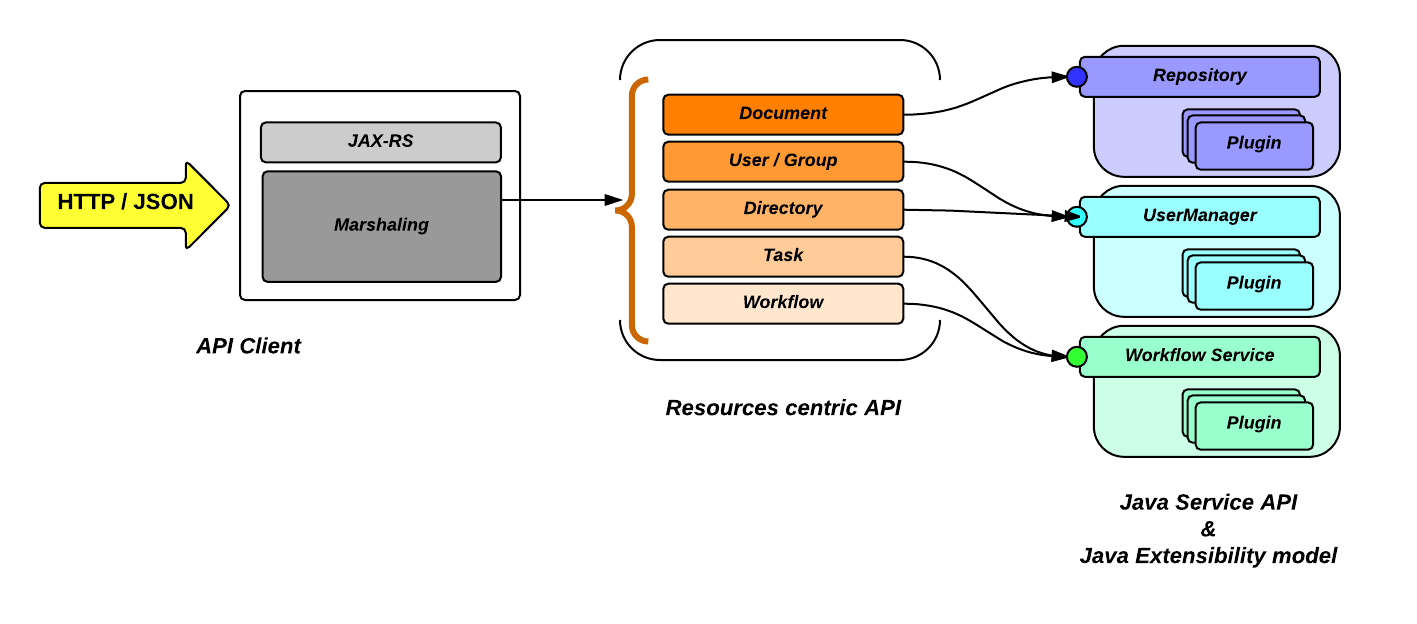 HTTP / JSON
JAX-RS
Marshaling
API Client
Document
User / Group
Directory
Task
Workflow
Resources centric API
Repository
Plugin
UserManager
Plugin
Workflow Service
Plugin
Java Service API
&
Java Extensibility model